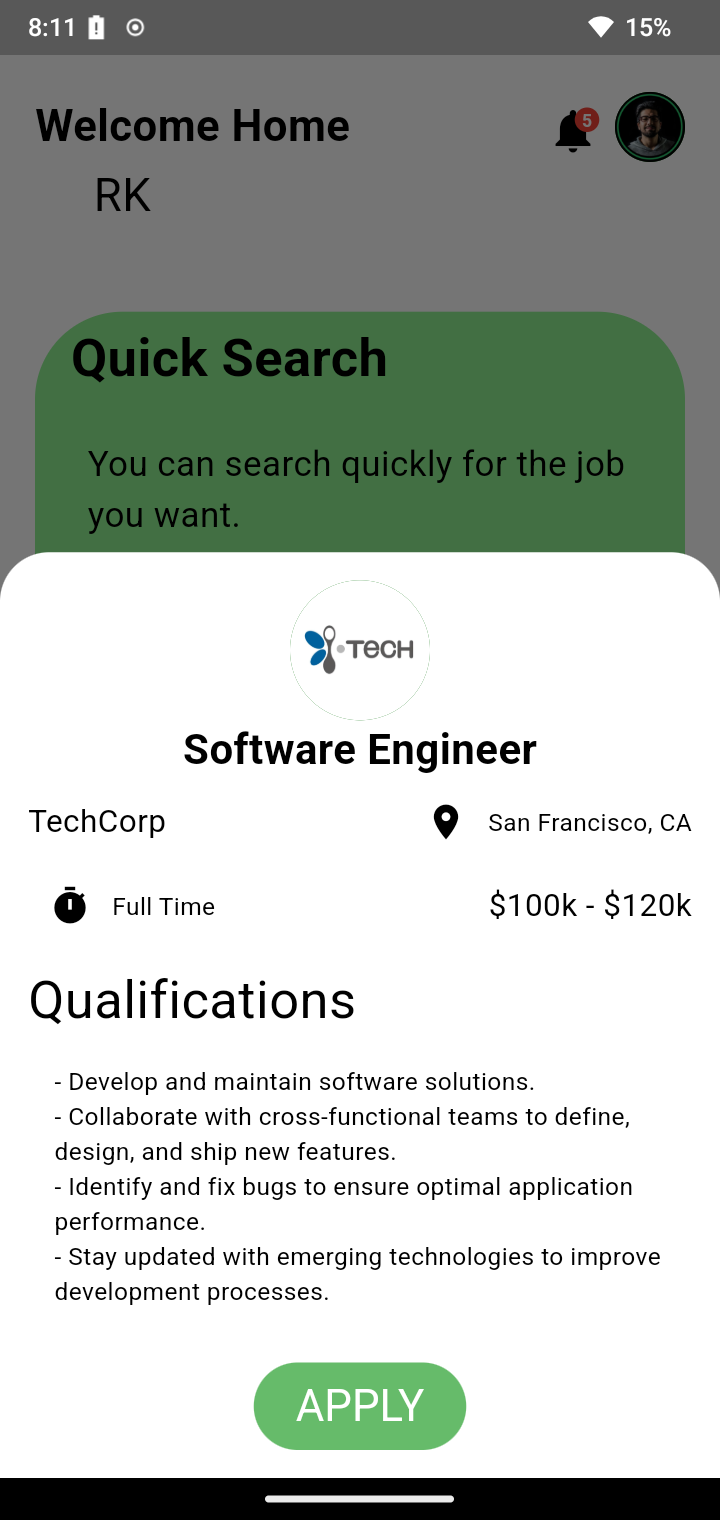 8:11
15%
Welcome Home
5
RK
Quick Search
You can search quickly for the job
you want.
TECH
Software Engineer
TechCorp
San Francisco, CA
Full Time
$100k - $120k
Qualifications
- Develop and maintain software solutions.
- Collaborate with cross-functional teams to define,
design, and ship new features.
- Identify and fix bugs to ensure optimal application
performance.
- Stay updated with emerging technologies to improve
development processes.
APPLY